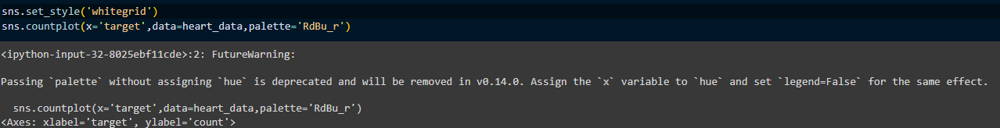 sns.set_style('whitegrid')
sns.countplot(x='target',data=heart_data,palette='RdBu_r')
<ipython-input-32-8025ebf11cde>:2: FutureWarning:
Passing `palette` without assigning `hue` is deprecated and will be removed in v0.14.0. Assign the `x` variable to `hue` and set `legend=False` for the same effect.
sns.countplot(x='target',data=heart_data,palette='RdBu_r')
<Axes: xlabel='target', ylabel='count'>